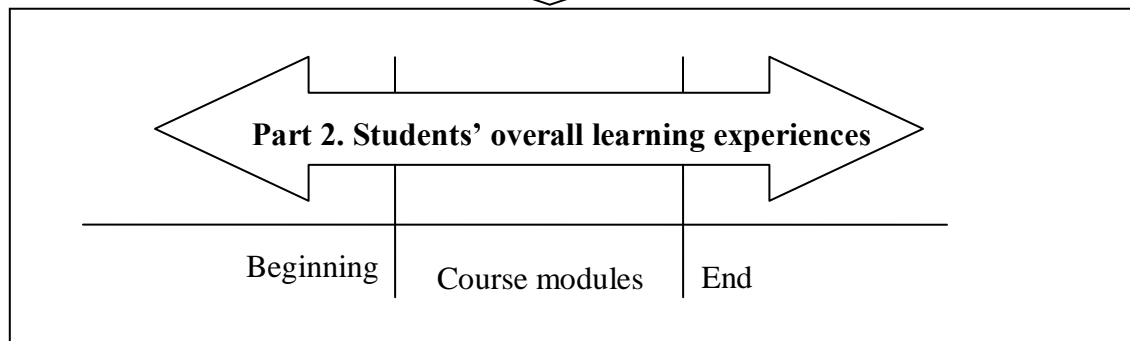 Part 2. Students’ overall learning experiences
Beginning
Course modules
End